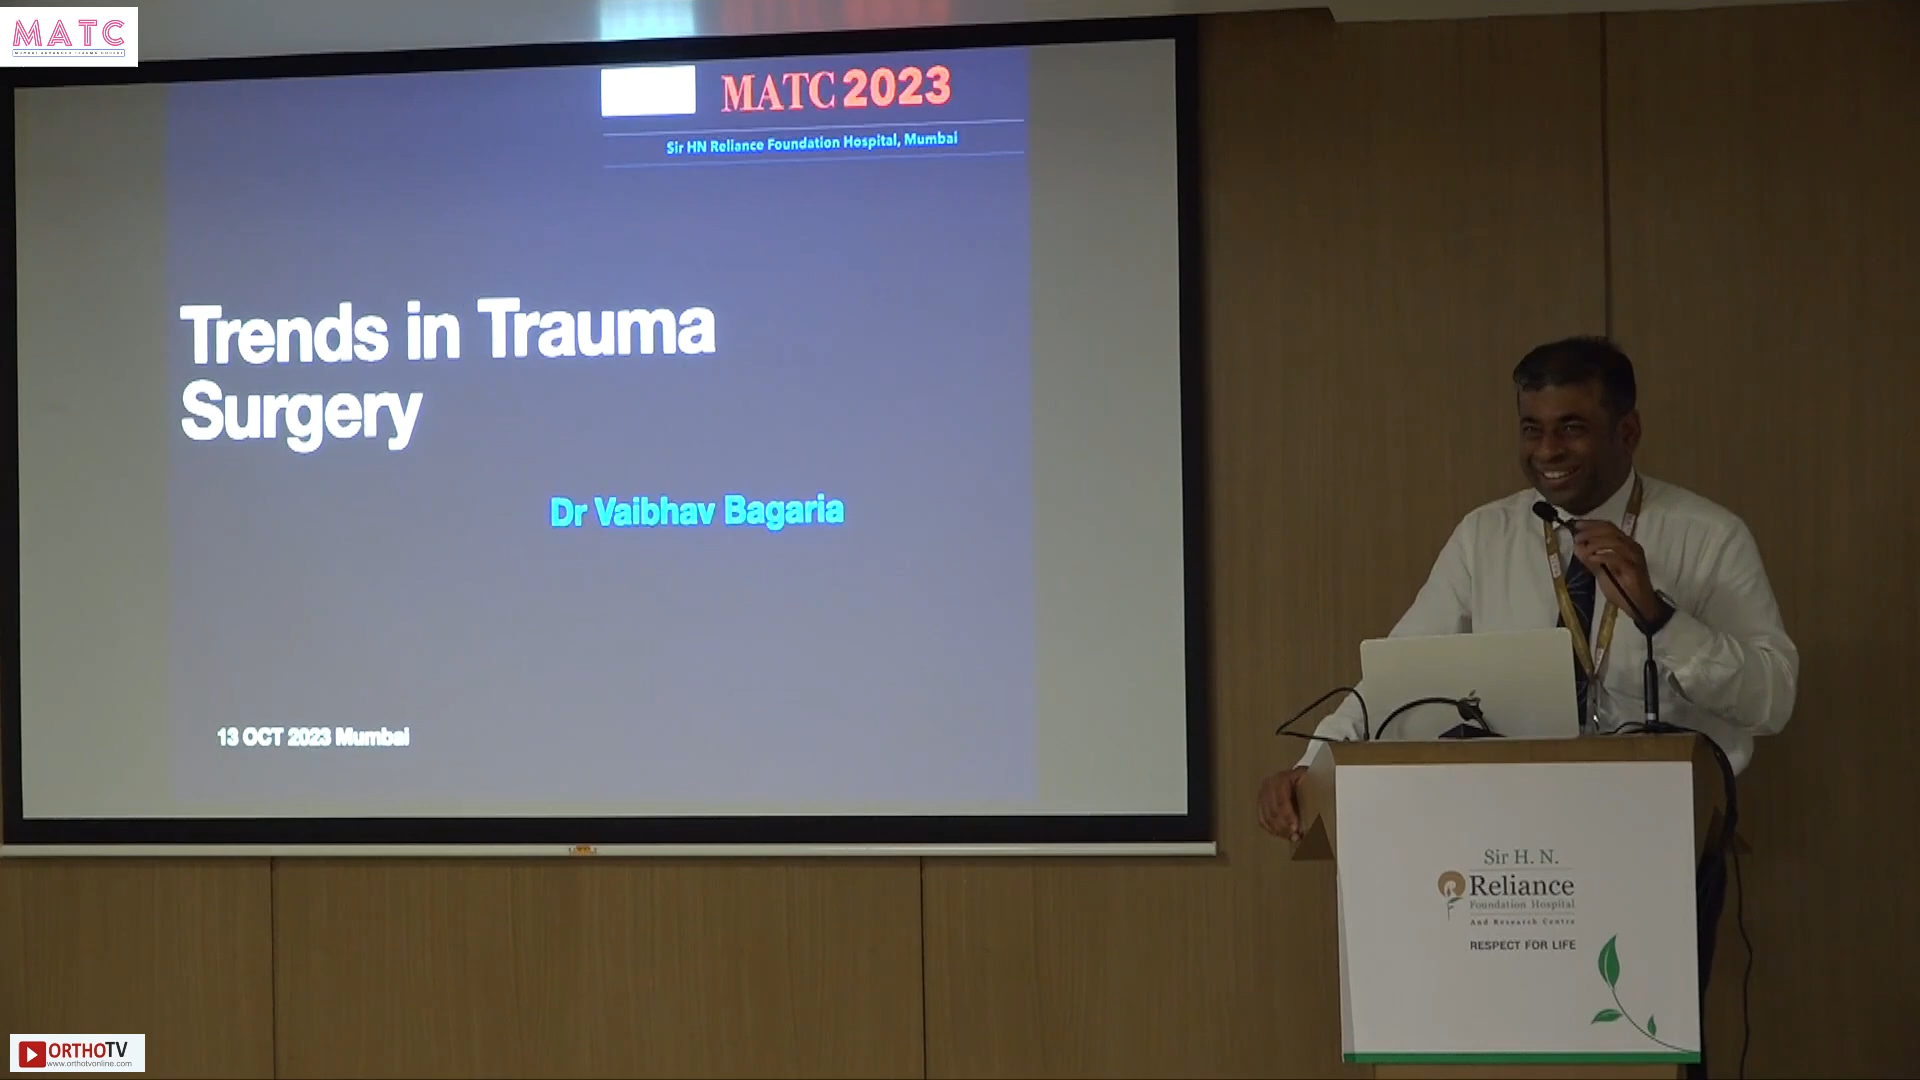 MATC
MATC 2023
Sir HN Reliance Foundation Hospital, Mumbai
Trends in Trauma
Surgery
Dr Vaibhav Bagaria
13 OCT 2023 Mumbai
Sir H. N.
Reliance
Foundation Hospital
And Research Centre
RESPECT FOR LIFE
ORTHOTV
www.orthotvonline.com